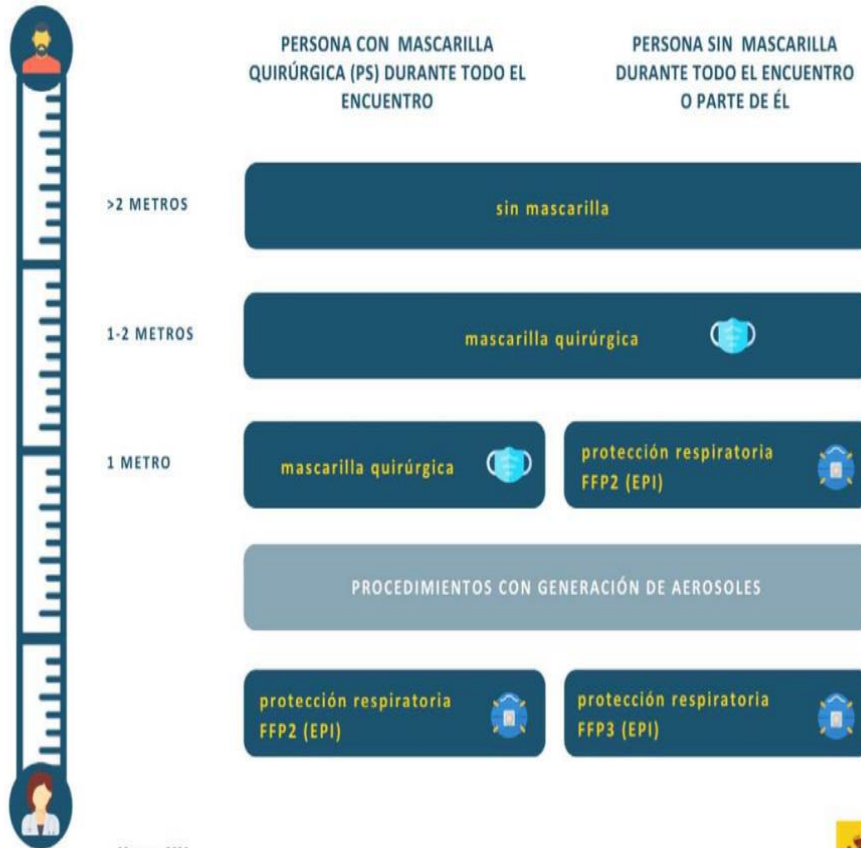 PERSONA CON MASCARILLA
QUIRÚRGICA (PS) DURANTE TODO EL
ENCUENTRO
PERSONA SIN MASCARILLA
DURANTE TODO EL ENCUENTRO
O PARTE DE ÉL
>2 METROS
sin mascarilla
1-2 METROS
mascarilla quirúrgica
1 METRO
mascarilla quirúrgica
protección respiratoria
FFP2 (EPI)
PROCEDIMIENTOS CON GENERACIÓN DE AEROSOLES
protección respiratoria
FFP2 (EPI)
protección respiratoria
FFP3 (EPI)